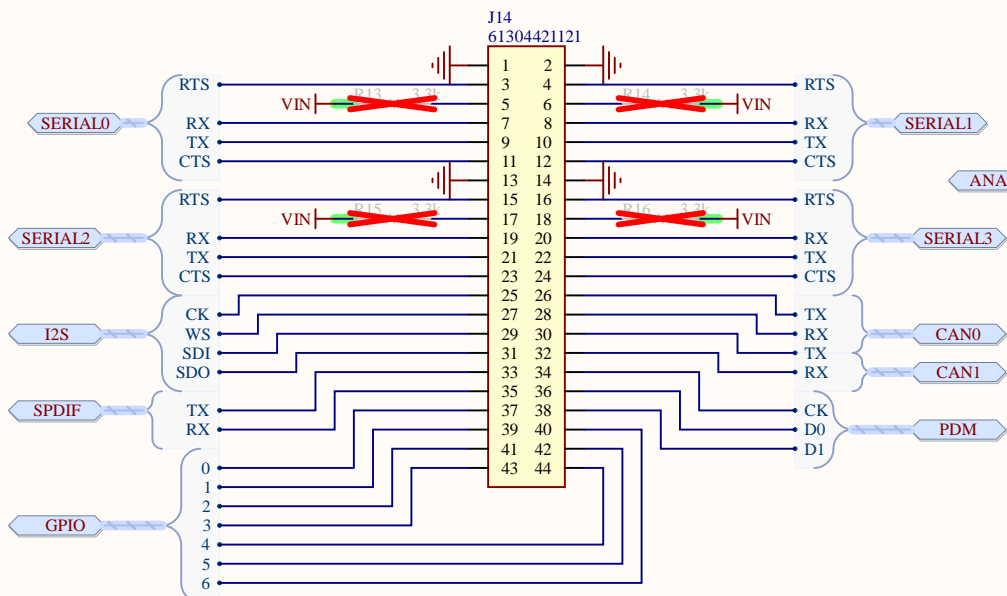 J14
61304421121
1 2
RTS 3 4 RTS
VIN R13 3.3k 5 6 R14 3.3k VIN
SERIAL0 RX 7 8 RX SERIAL1
TX 9 10 TX
CTS 11 12 CTS
13 14 ANA
RTS 15 16 RTS
VIN R15 3.3k 17 18 R16 3.3k VIN
SERIAL2 RX 19 20 RX SERIAL3
TX 21 22 TX
CTS 23 24 CTS
25 26
CK 27 28 TX
I2S WS 29 30 RX CAN0
SDI 31 32 TX
SDO 33 34 RX CAN1
35 36
SPDIF TX 37 38 CK
RX 39 40 D0 PDM
41 42 D1
0 43 44
1
2
GPIO 3
4
5
6